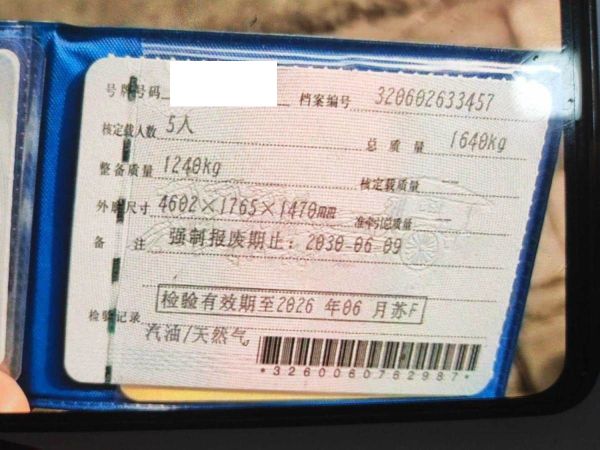 号牌号码 档案编号 320602633457
核定载人数 5人 总质量 1640kg
整备质量 1240kg 核定载质量 --
外廓尺寸 4602×1765×1470mm 准牵引总质量 --
备注 强制报废期止：2030-06-09
检验有效期至2026 年06 月苏F
检验记录
汽油/天然气
*3260060762987*